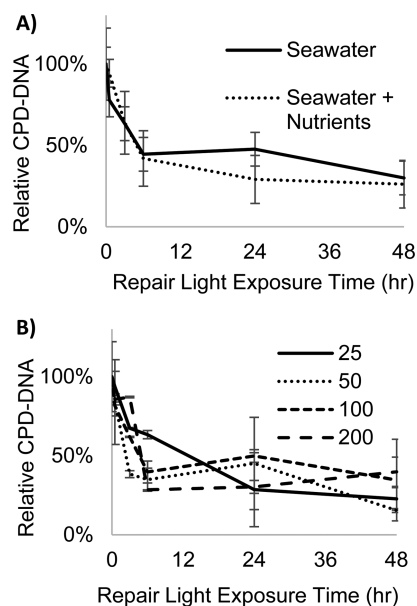 A)
Relative CPD-DNA
100%
50%
0%
Seawater
Seawater +
Nutrients
0 12 24 36 48
Repair Light Exposure Time (hr)
B)
Relative CPD-DNA
100%
50%
0%
25
50
100
200
0 12 24 36 48
Repair Light Exposure Time (hr)